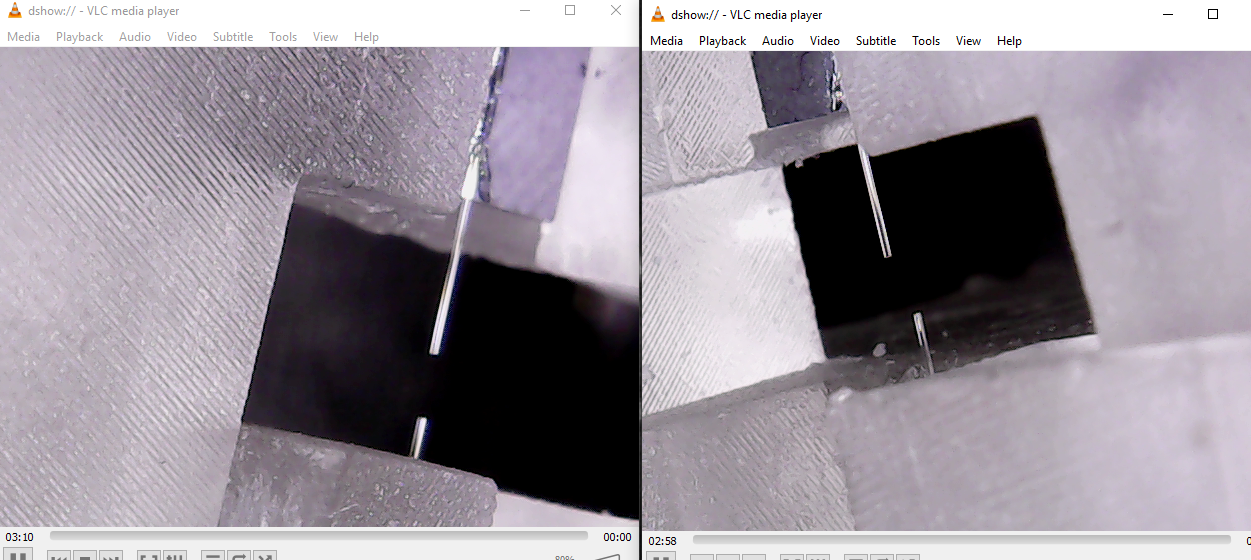 dshow:// - VLC media player
Media Playback Audio Video Subtitle Tools View Help
03:10 00:00
80%
dshow:// - VLC media player
Media Playback Audio Video Subtitle Tools View Help
02:58